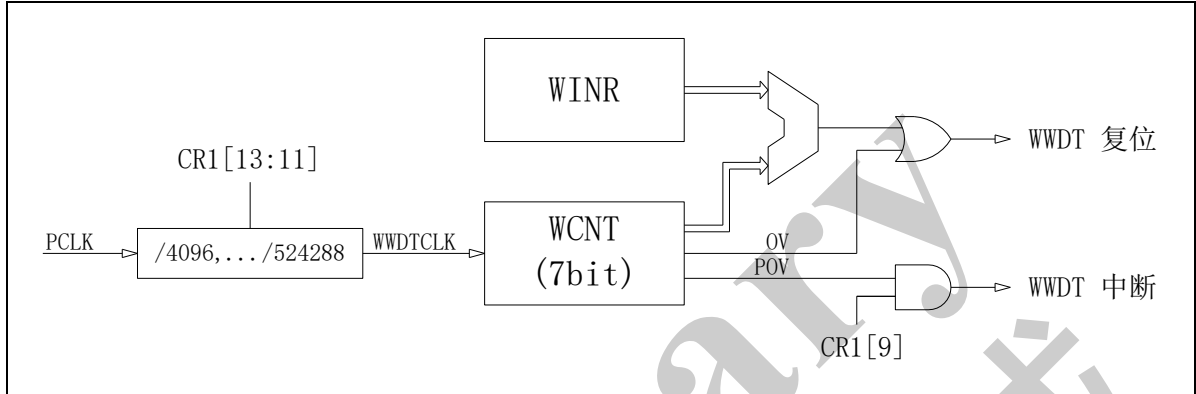 WINR
CR1[13:11]
WWDT 复位
PCLK
/4096,... /524288
WWDTCLK
WCNT
(7bit)
OV
POV
WWDT 中断
CR1[9]
ary